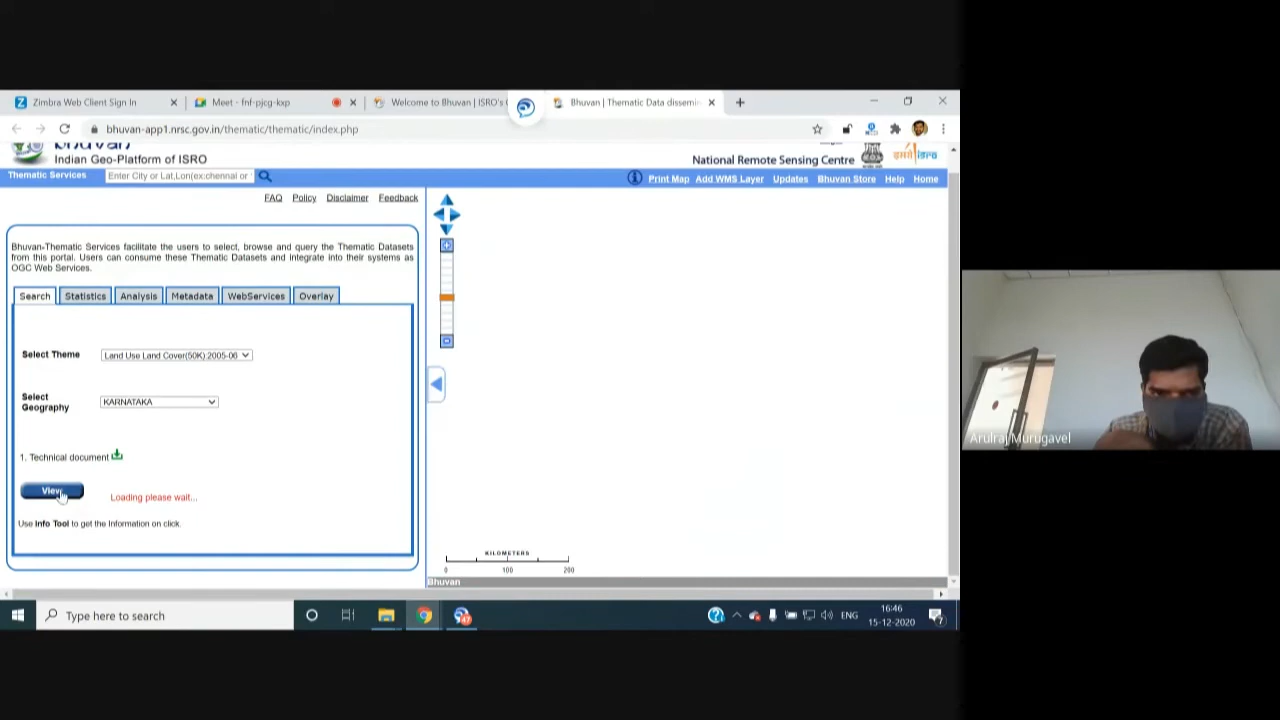 Zimbra Web Client Sign In
Meet - fnf-pjcg-kxp
Welcome to Bhuvan | ISRO's
Bhuvan | Thematic Data dissemi
bhuvan-app1.nrsc.gov.in/thematic/thematic/index.php
bhuvan
Indian Geo-Platform of ISRO
National Remote Sensing Centre
इसरो isro
Thematic Services
Enter City or Lat,Lon(ex:chennai or
Print Map Add WMS Layer Updates Bhuvan Store Help Home
FAQ Policy Disclaimer Feedback
Bhuvan-Thematic Services facilitate the users to select, browse and query the Thematic Datasets
from this portal. Users can consume these Thematic Datasets and integrate into their systems as
OGC Web Services.
Search Statistics Analysis Metadata WebServices Overlay
Select Theme
Land Use Land Cover(50K):2005-06
Select
Geography
KARNATAKA
1. Technical document
View
Loading please wait...
Use Info Tool to get the Information on click.
KILOMETERS
0 100 200
Bhuvan
Type here to search
47
ENG
16:46
15-12-2020
7
Arulraj Murugavel